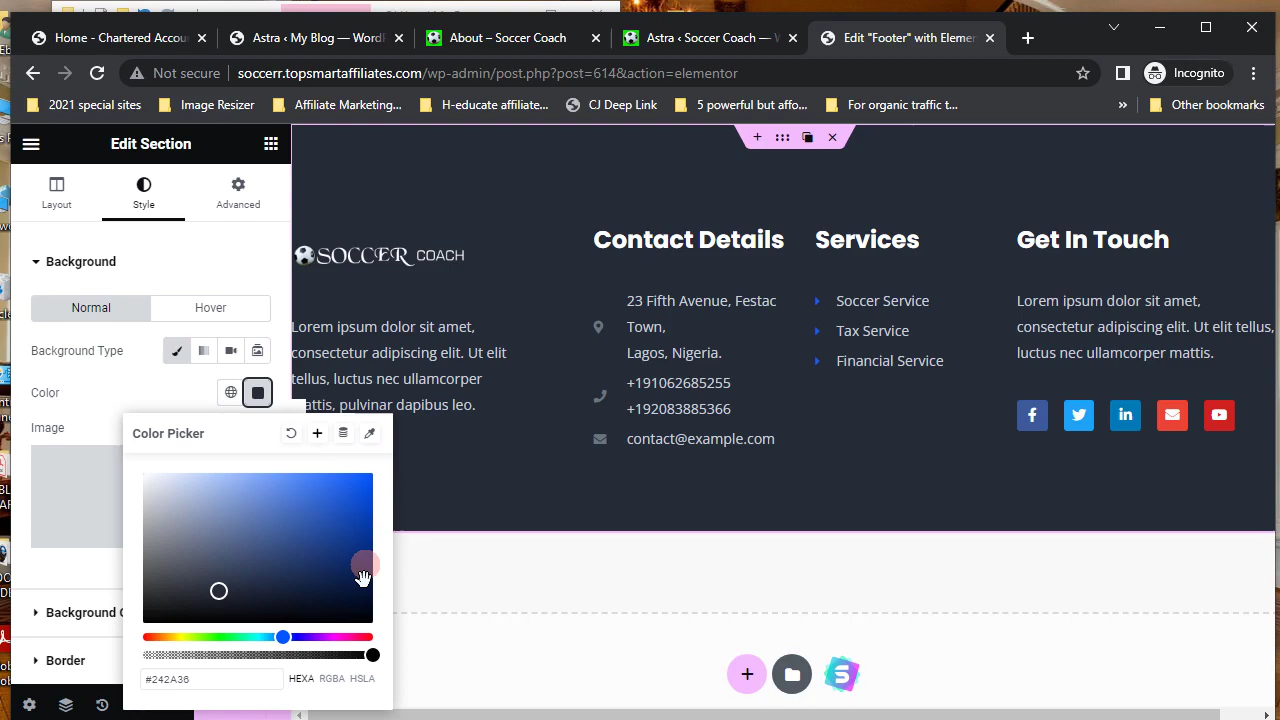 Home - Chartered Accou
Astra ‹ My Blog — WordP
About – Soccer Coach
Astra ‹ Soccer Coach — W
Edit "Footer" with Elemen
Not secure
soccerr.topsmartaffiliates.com/wp-admin/post.php?post=614&action=elementor
Incognito
2021 special sites
Image Resizer
Affiliate Marketing...
H-educate affiliate...
CJ Deep Link
5 powerful but affo...
For organic traffic t...
»
Other bookmarks
Edit Section
Layout
Style
Advanced
Background
Normal
Hover
Background Type
Color
Image
Color Picker
#242A36
HEXA
RGBA
HSLA
Background
Border
SOCCER COACH
Lorem ipsum dolor sit amet,
consectetur adipiscing elit. Ut elit
tellus, luctus nec ullamcorper
mattis, pulvinar dapibus leo.
Contact Details
23 Fifth Avenue, Festac
Town,
Lagos, Nigeria.
+191062685255
+192083885366
contact@example.com
Services
Soccer Service
Tax Service
Financial Service
Get In Touch
Lorem ipsum dolor sit amet,
consectetur adipiscing elit. Ut elit tellus,
luctus nec ullamcorper mattis.